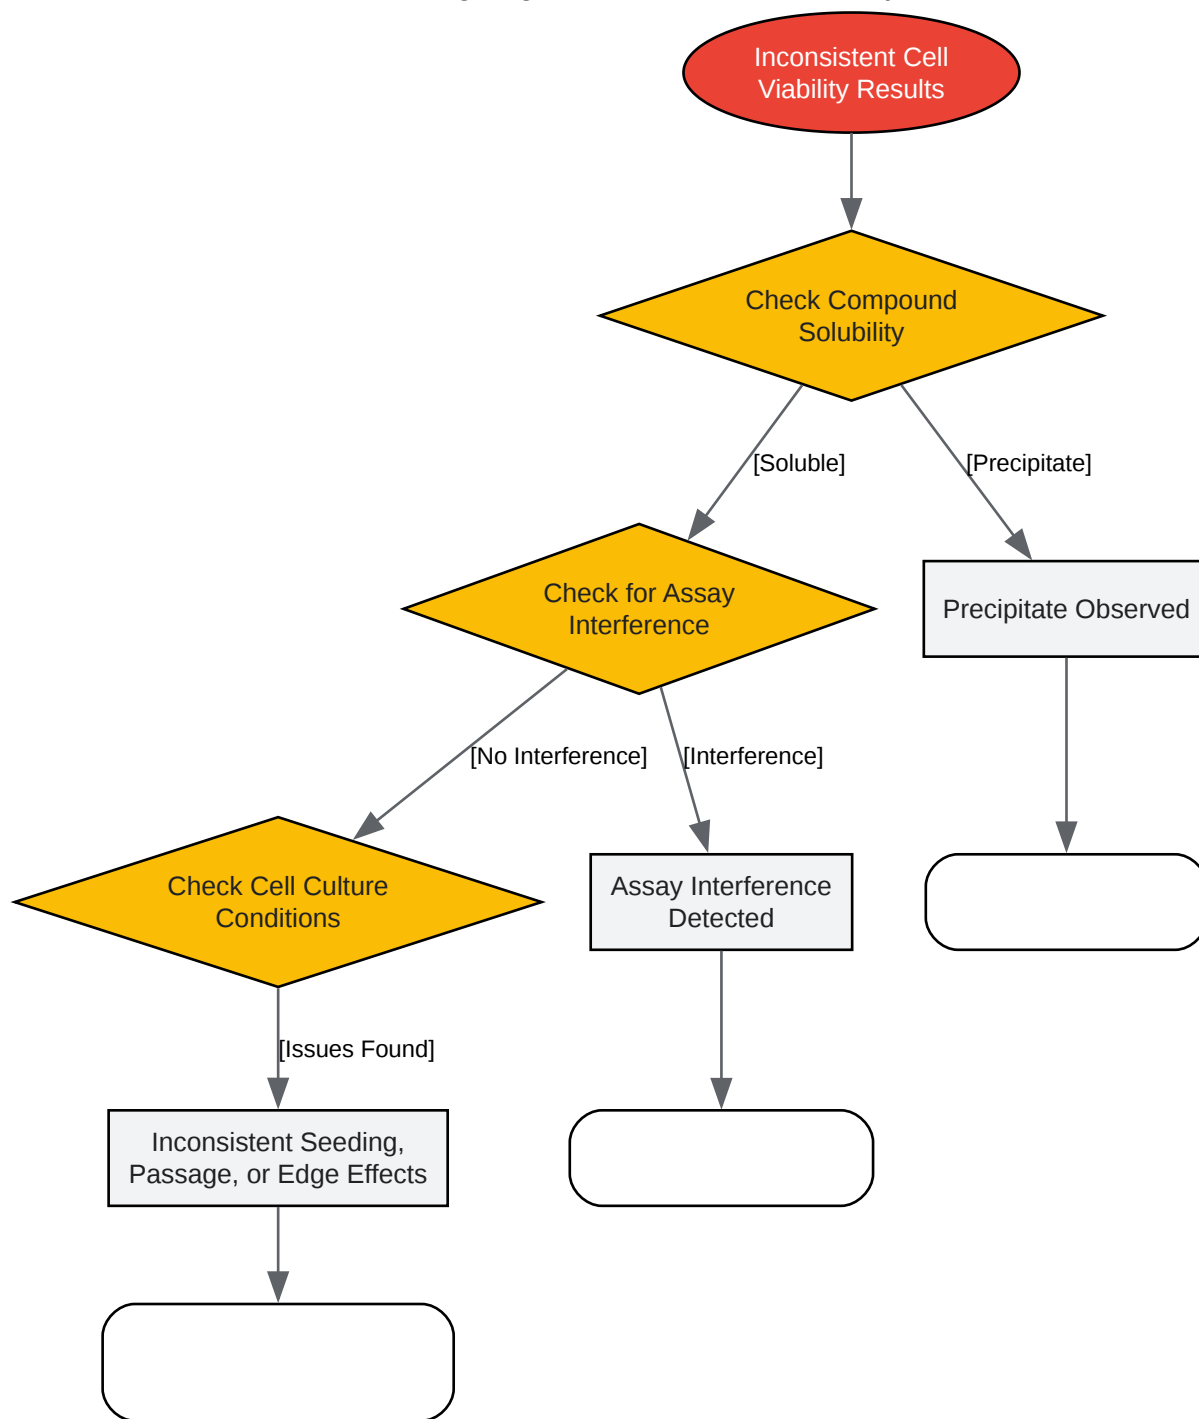 Inconsistent Cell
Viability Results
Check Compound
Solubility
[Soluble]
[Precipitate]
Check for Assay
Interference
Precipitate Observed
[No Interference]
[Interference]
Check Cell Culture
Conditions
Assay Interference
Detected
[Issues Found]
Inconsistent Seeding,
Passage, or Edge Effects